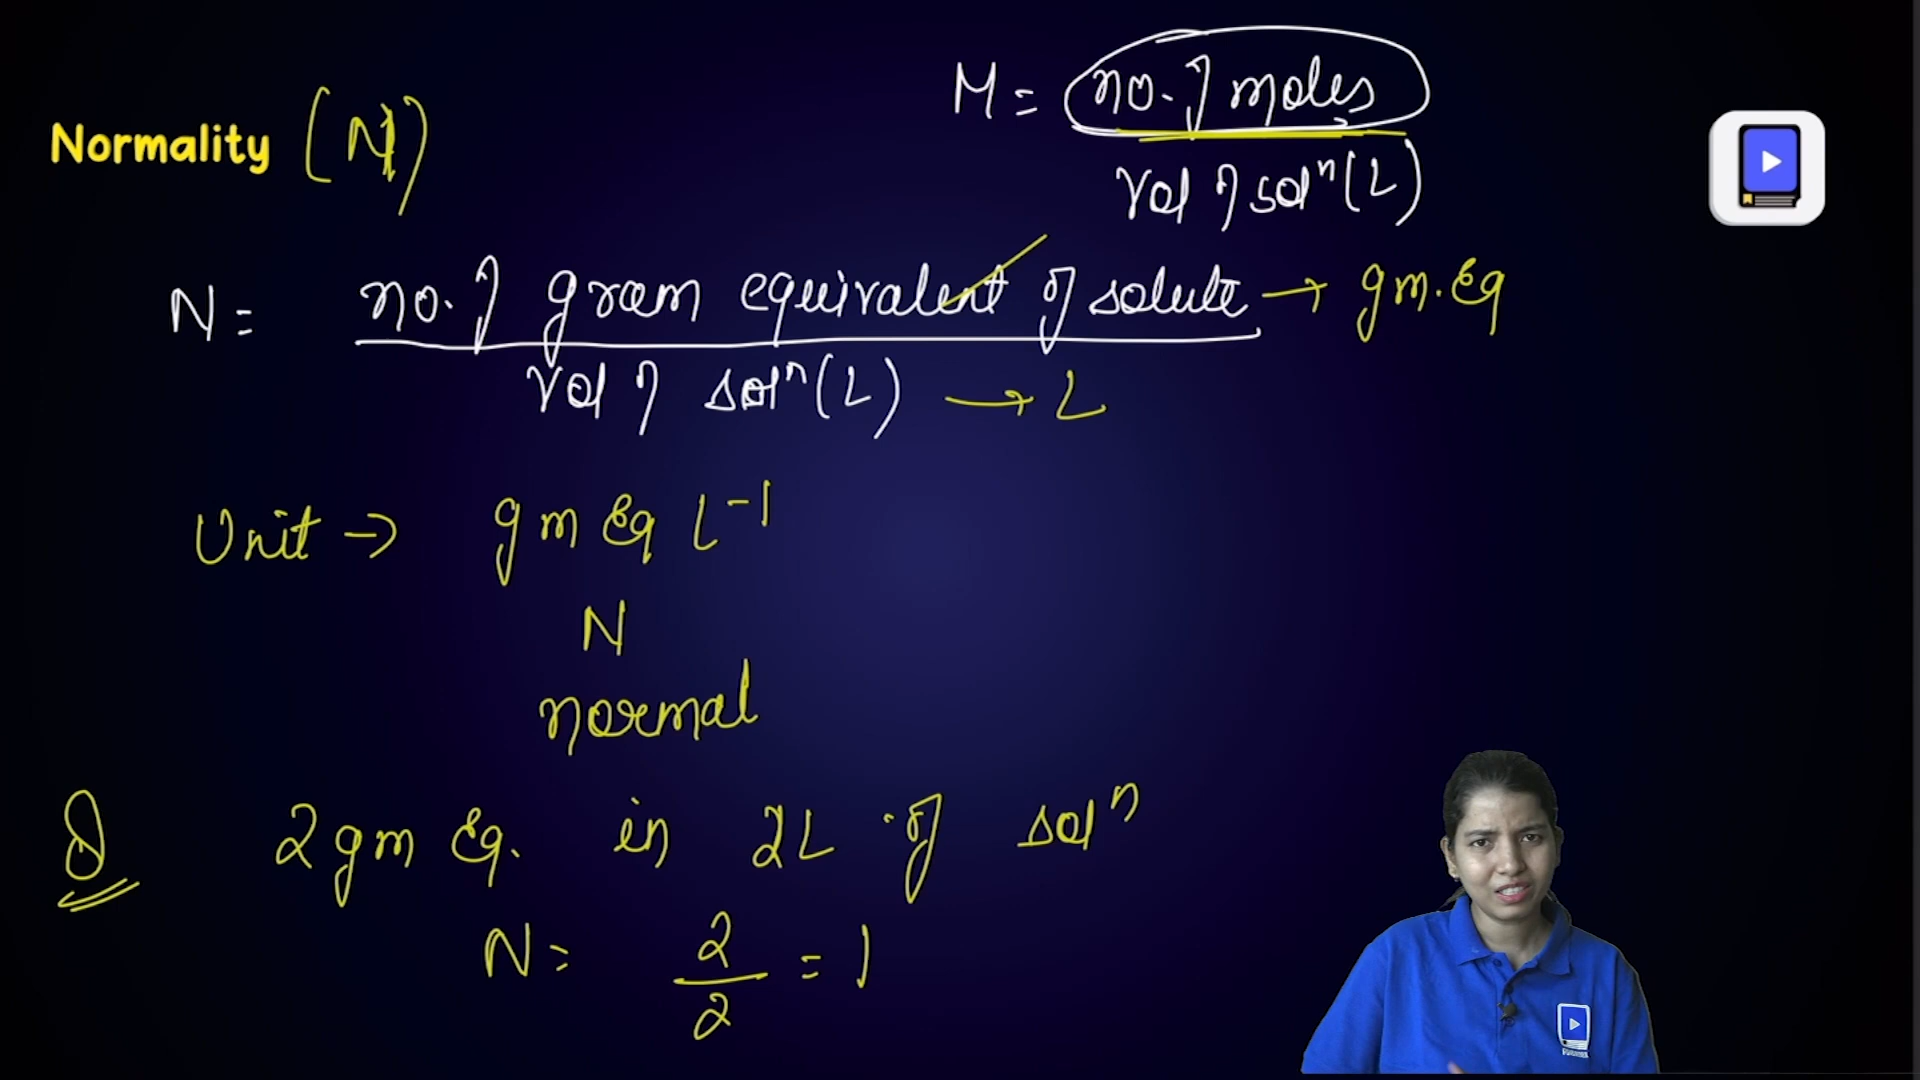 M = no. of moles
Vol of solⁿ (L)
Normality (N)
N = no. of gram equivalent of solute → gm. Eq
Vol of solⁿ (L) → L
Unit → gm Eq L⁻¹
N
normal
Q 2 gm Eq. in 2L of solⁿ
N = 2/2 = 1